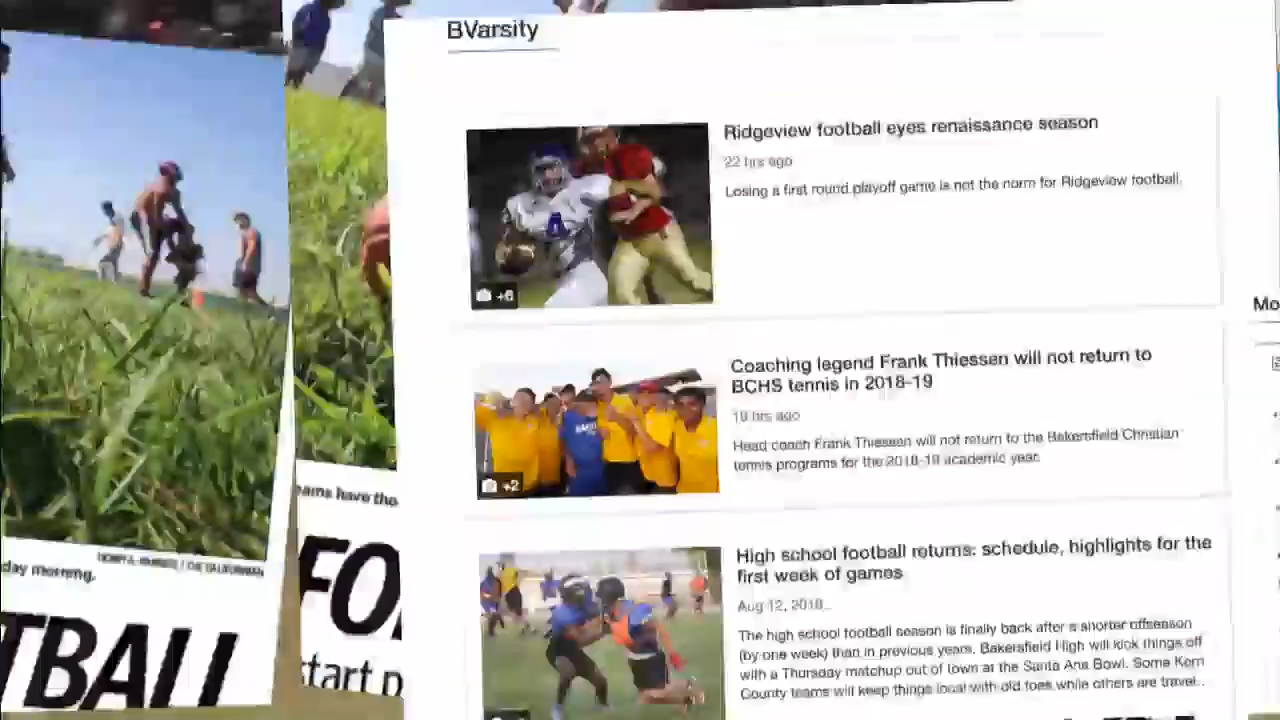 BVarsity
Ridgeview football eyes renaissance season
22 hrs ago
Losing a first round playoff game is not the norm for Ridgeview football.
4
+6
Coaching legend Frank Thiessen will not return to
BCHS tennis in 2018-19
19 hrs ago
Head coach Frank Thiessen will not return to the Bakersfield Christian
tennis programs for the 2018-19 academic year.
+2
High school football returns: schedule, highlights for the
first week of games
Aug 12, 2018
The high school football season is finally back after a shorter offseason
(by one week) than in previous years. Bakersfield High will kick things off
with a Thursday matchup out of town at the Santa Ana Bowl. Some Kern
County teams will keep things local with old foes while others are travel...
Mo
eams have tho
FO
start p
day morning.
TBALL